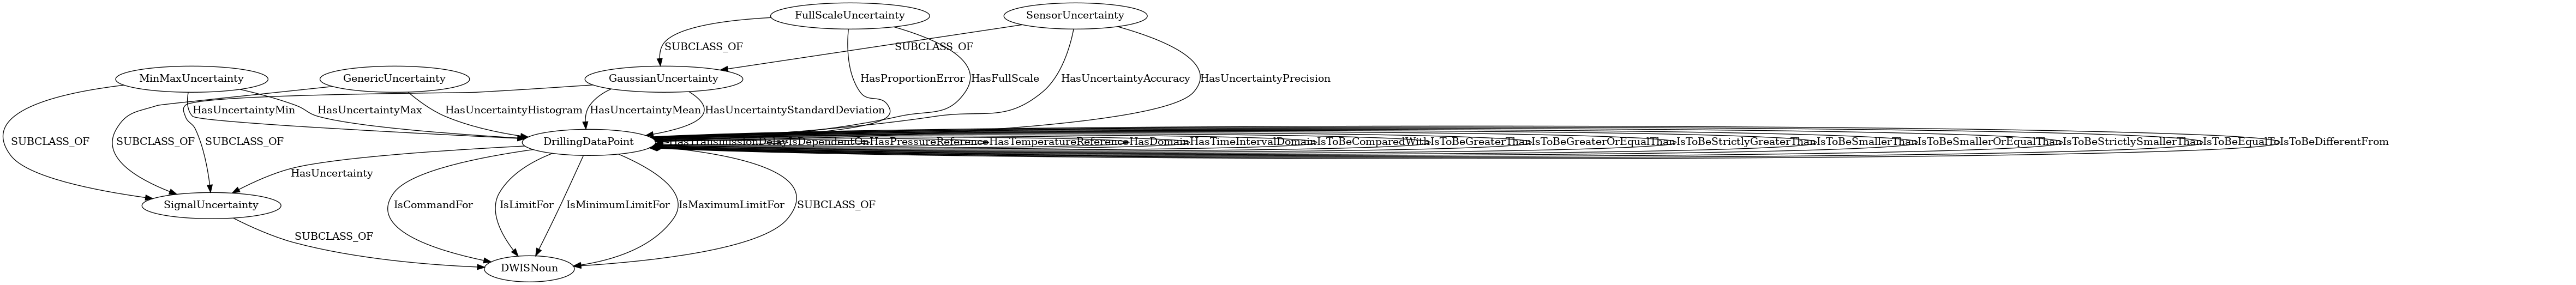 FullScaleUncertainty
SensorUncertainty
SUBCLASS_OF
SUBCLASS_OF
MinMaxUncertainty
GenericUncertainty
GaussianUncertainty
HasProportionError
HasFullScale
HasUncertaintyAccuracy
HasUncertaintyPrecision
HasUncertaintyMin
HasUncertaintyMax
HasUncertaintyHistogram
HasUncertaintyMean
HasUncertaintyStandardDeviation
SUBCLASS_OF
SUBCLASS_OF
SUBCLASS_OF
DrillingDataPoint
HasTransmissionDelay
IsDependentOn
HasPressureReference
HasTemperatureReference
HasDomain
HasTimeIntervalDomain
IsToBeComparedWith
IsToBeGreaterThan
IsToBeGreaterOrEqualThan
IsToBeStrictlyGreaterThan
IsToBeSmallerThan
IsToBeSmallerOrEqualThan
IsToBeStrictlySmallerThan
IsToBeEqualTo
IsToBeDifferentFrom
HasUncertainty
SignalUncertainty
IsCommandFor
IsLimitFor
IsMinimumLimitFor
IsMaximumLimitFor
SUBCLASS_OF
SUBCLASS_OF
DWISNoun